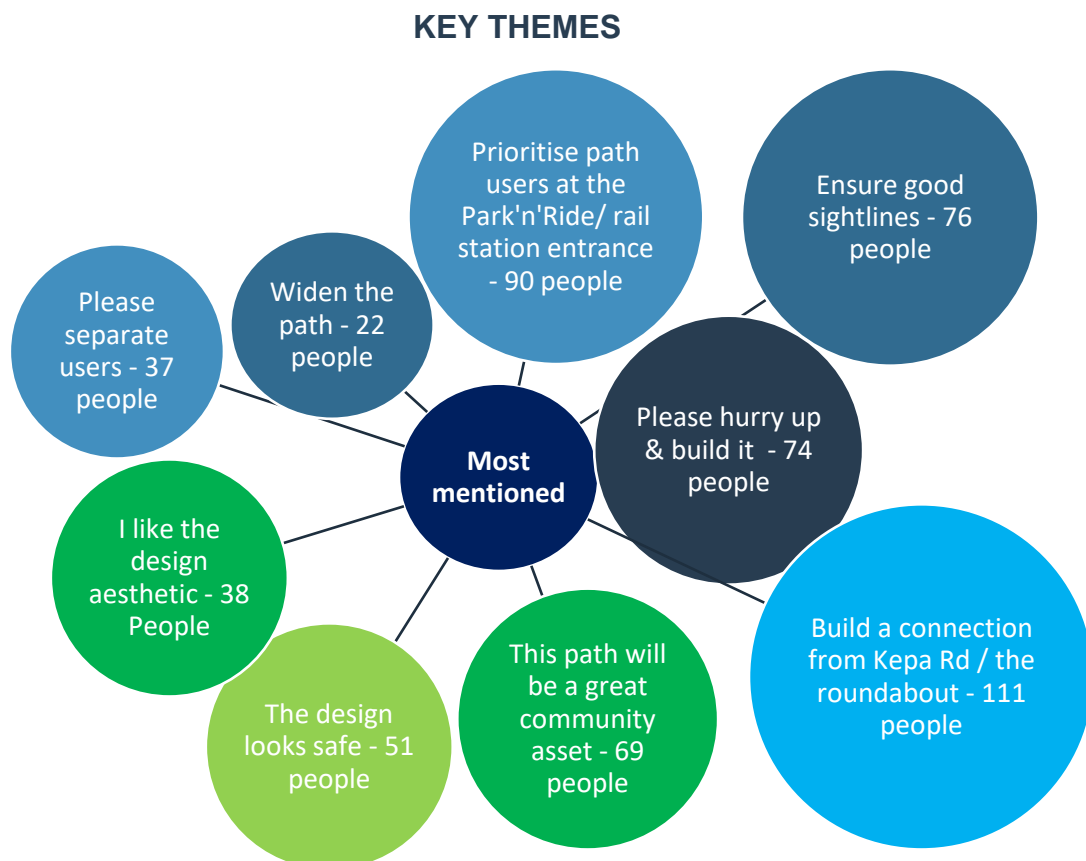 KEY THEMES
Prioritise path
users at the
Park'n'Ride/ rail
station entrance
- 90 people
Ensure good
sightlines - 76
people
Please
separate
users - 37
people
Widen the
path - 22
people
Please hurry up
& build it  - 74
people
Most
mentioned
I like the
design
aesthetic - 38
People
Build a connection
from Kepa Rd / the
roundabout - 111
people
The design
looks safe - 51
people
This path will
be a great
community
asset - 69
people